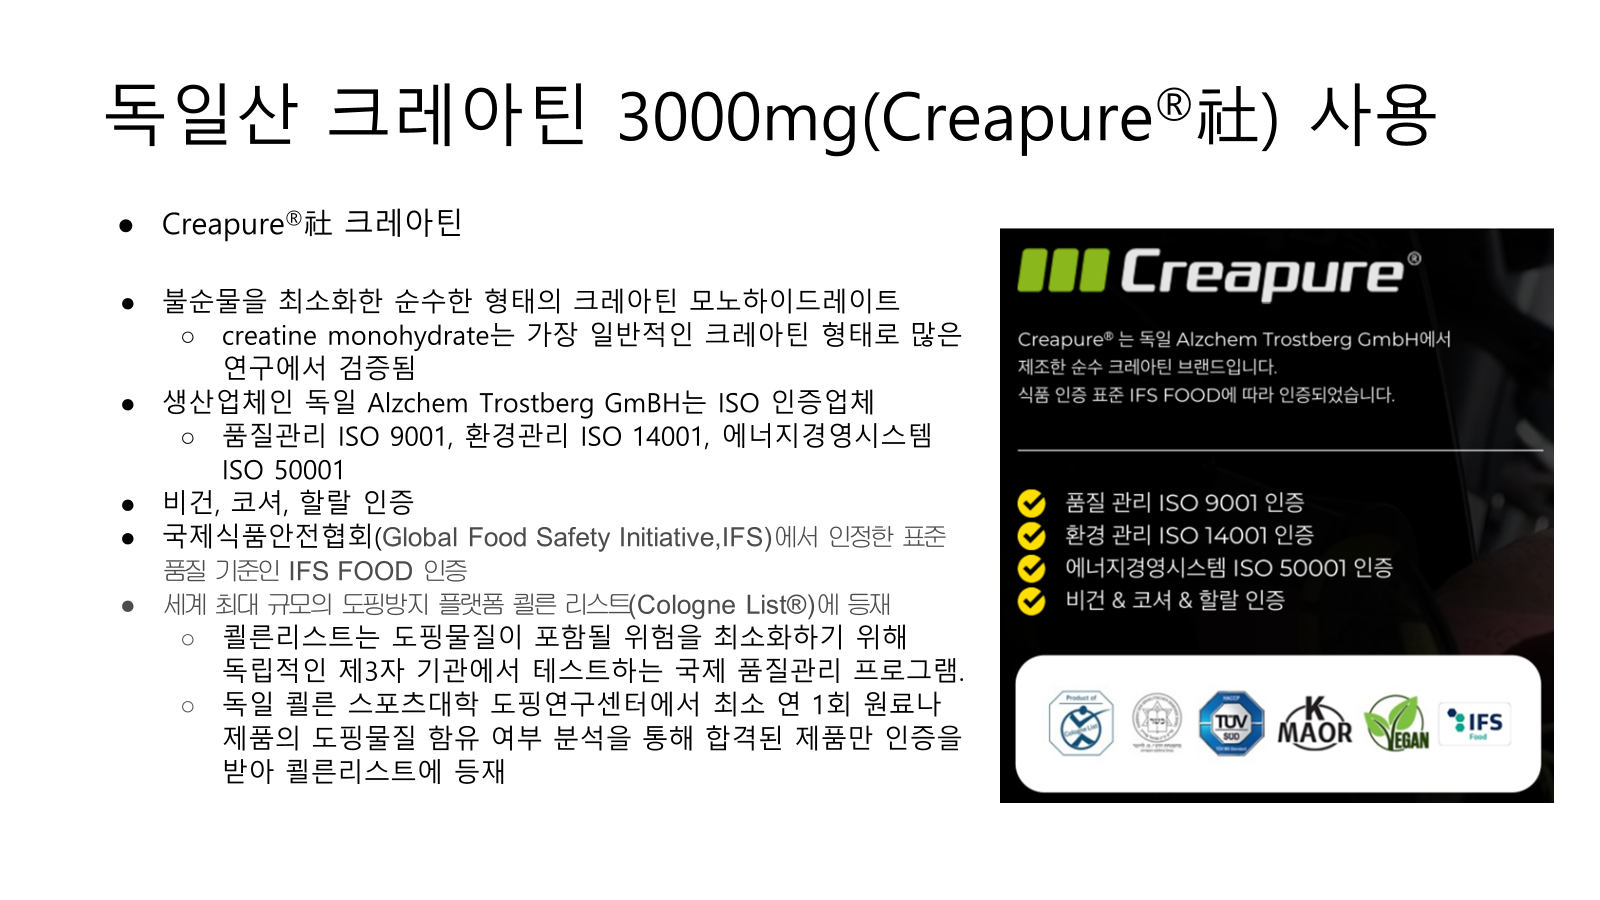 독일산 크레아틴 3000mg(Creapure®社) 사용
● Creapure®社 크레아틴
● 불순물을 최소화한 순수한 형태의 크레아틴 모노하이드레이트
○ creatine monohydrate는 가장 일반적인 크레아틴 형태로 많은
연구에서 검증됨
● 생산업체인 독일 Alzchem Trostberg GmBH는 ISO 인증업체
○ 품질관리 ISO 9001, 환경관리 ISO 14001, 에너지경영시스템
ISO 50001
● 비건, 코셔, 할랄 인증
● 국제식품안전협회(Global Food Safety Initiative,IFS)에서 인정한 표준
품질 기준인 IFS FOOD 인증
● 세계 최대 규모의 도핑방지 플랫폼 쾰른 리스트(Cologne List®)에 등재
○ 쾰른리스트는 도핑물질이 포함될 위험을 최소화하기 위해
독립적인 제3자 기관에서 테스트하는 국제 품질관리 프로그램.
○ 독일 쾰른 스포츠대학 도핑연구센터에서 최소 연 1회 원료나
제품의 도핑물질 함유 여부 분석을 통해 합격된 제품만 인증을
받아 쾰른리스트에 등재
Creapure®
Creapure® 는 독일 Alzchem Trostberg GmbH에서
제조한 순수 크레아틴 브랜드입니다.
식품 인증 표준 IFS FOOD에 따라 인증되었습니다.
품질 관리 ISO 9001 인증
환경 관리 ISO 14001 인증
에너지경영시스템 ISO 50001 인증
비건 & 코셔 & 할랄 인증
Product of
Cologne List
HACCP
TÜV
SÜD
K
MAOR
VEGAN
IFS
Food